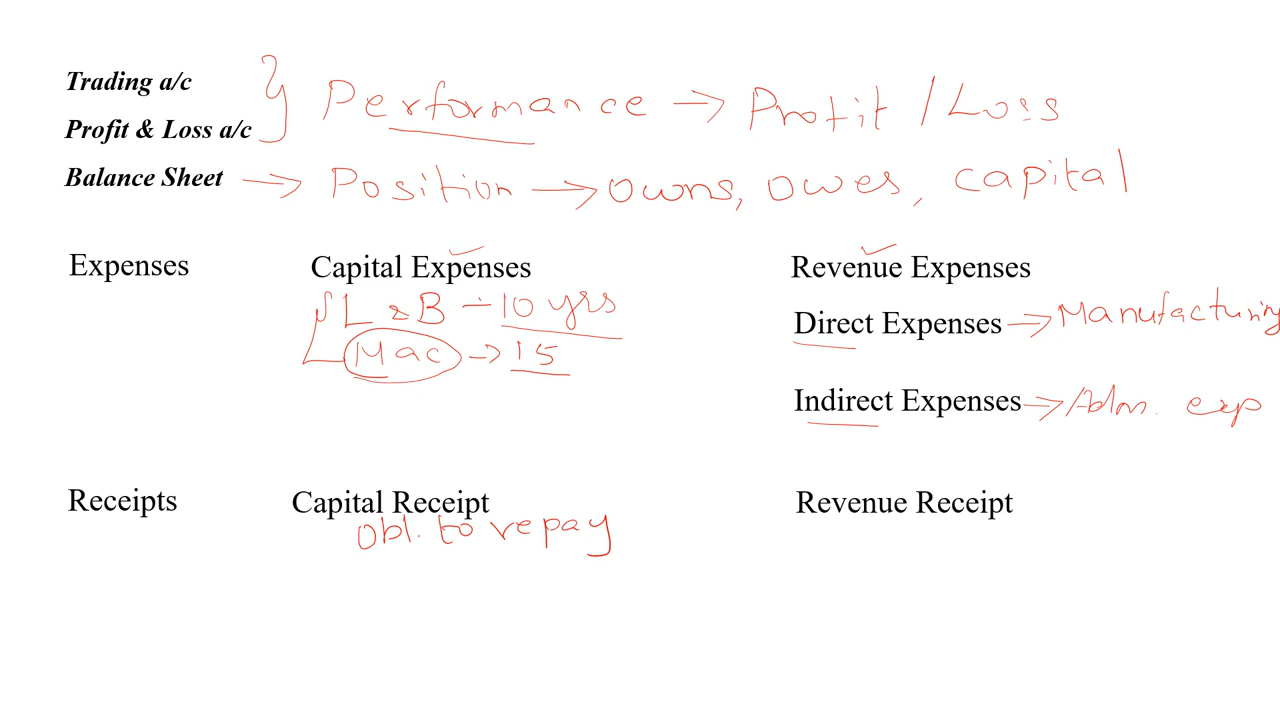 Trading a/c
Performance → Profit / Loss
Profit & Loss a/c
Balance Sheet → Position → Owns, Owes, Capital
Expenses Capital Expenses Revenue Expenses
L & B - 10 yrs
Direct Expenses → Manufacturing
Mac → 15
Indirect Expenses → Adm. exp
Receipts Capital Receipt Revenue Receipt
Obl. to repay